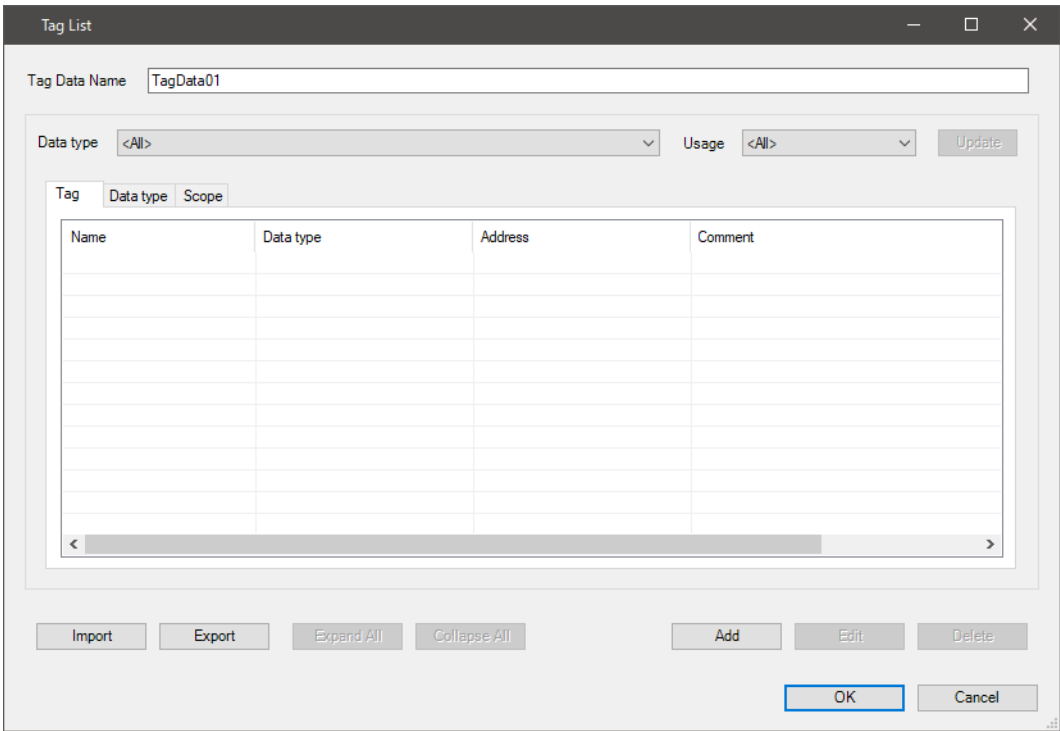 Tag List
Tag Data Name TagData01
Data type <All> Usage <All> Update
Tag Data type Scope
Name Data type Address Comment
Import Export Expand All Collapse All Add Edit Delete
OK Cancel